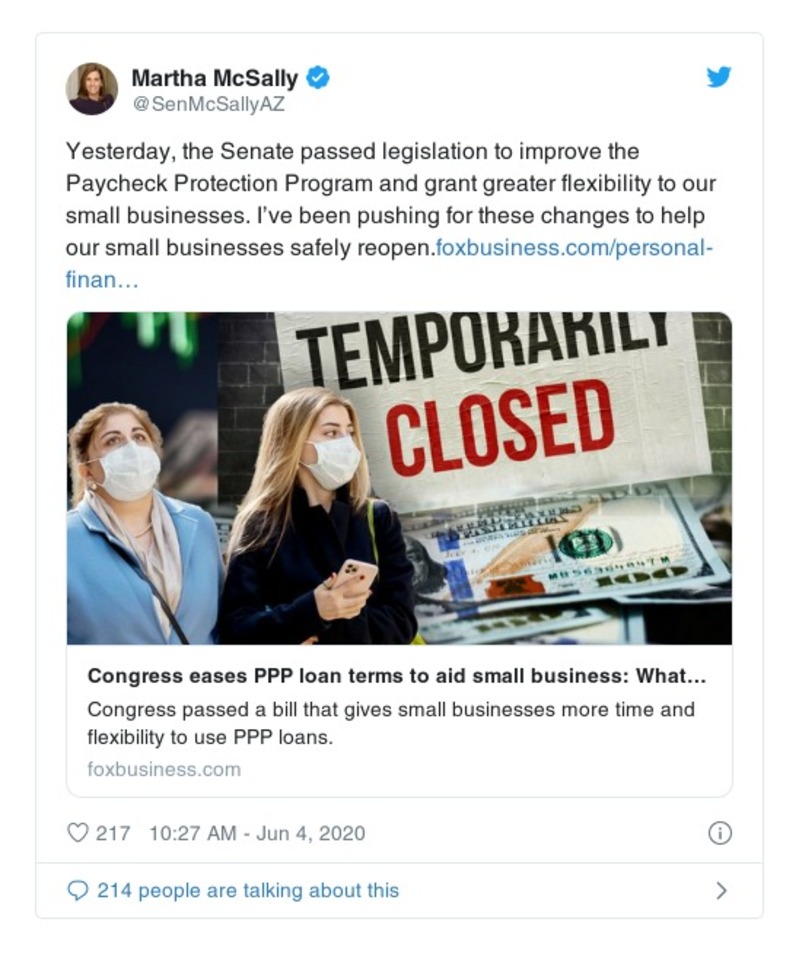 Martha McSally
@SenMcSallyAZ
Yesterday, the Senate passed legislation to improve the
Paycheck Protection Program and grant greater flexibility to our
small businesses. I've been pushing for these changes to help
our small businesses safely reopen.foxbusiness.com/personal-
finan…
TEMPORARILY
CLOSED
100
Congress eases PPP loan terms to aid small business: What...
Congress passed a bill that gives small businesses more time and
flexibility to use PPP loans.
foxbusiness.com
217 10:27 AM - Jun 4, 2020
214 people are talking about this